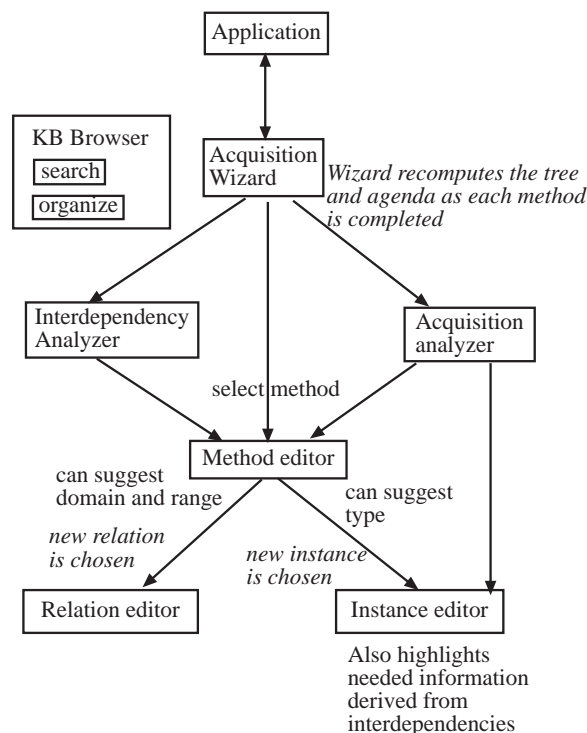 Application
KB Browser
search
organize
Acquisition
Wizard
Wizard recomputes the tree
and agenda as each method
is completed
Interdependency
Analyzer
Acquisition
analyzer
select method
Method editor
can suggest
domain and range
can suggest
type
new relation
is chosen
new instance
is chosen
Relation editor
Instance editor
Also highlights
needed information
derived from
interdependencies